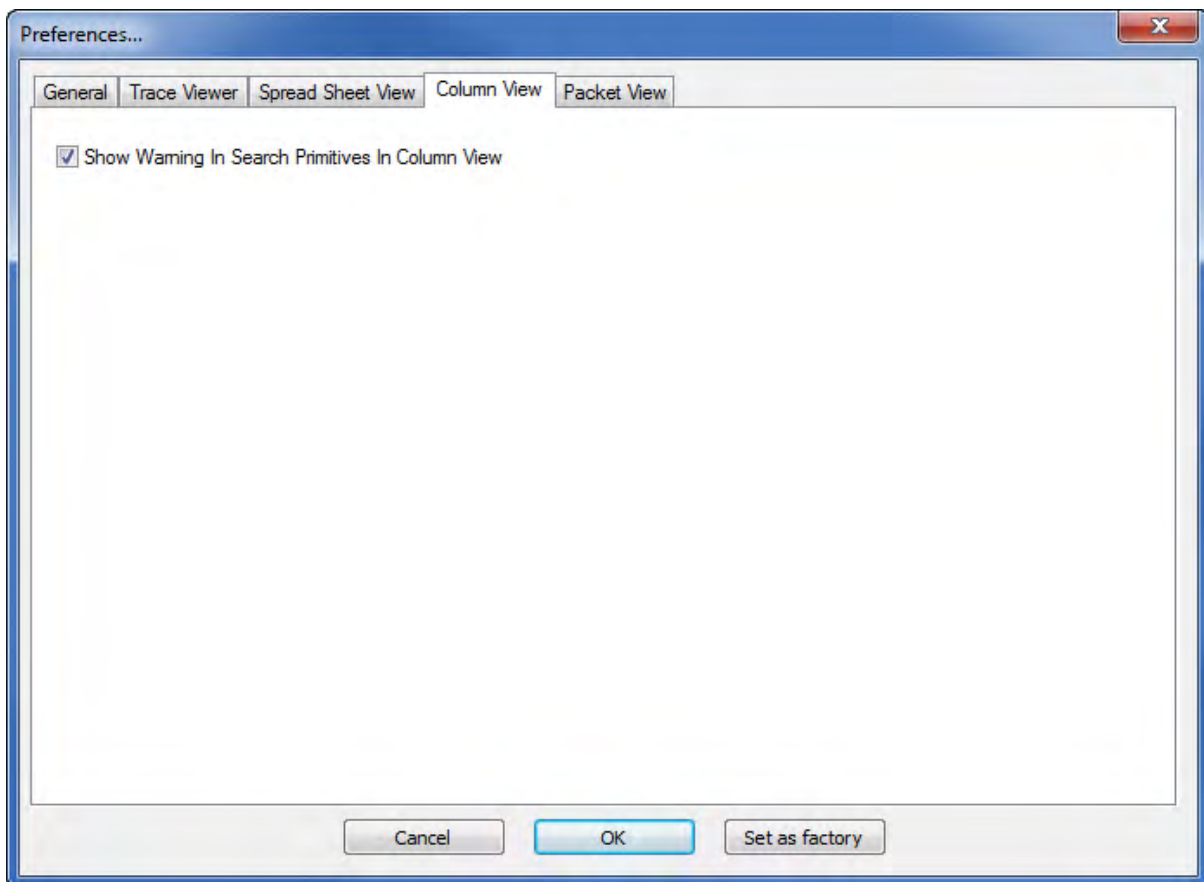 Preferences...
General Trace Viewer Spread Sheet View Column View Packet View
Show Warning In Search Primitives In Column View
Cancel OK Set as factory